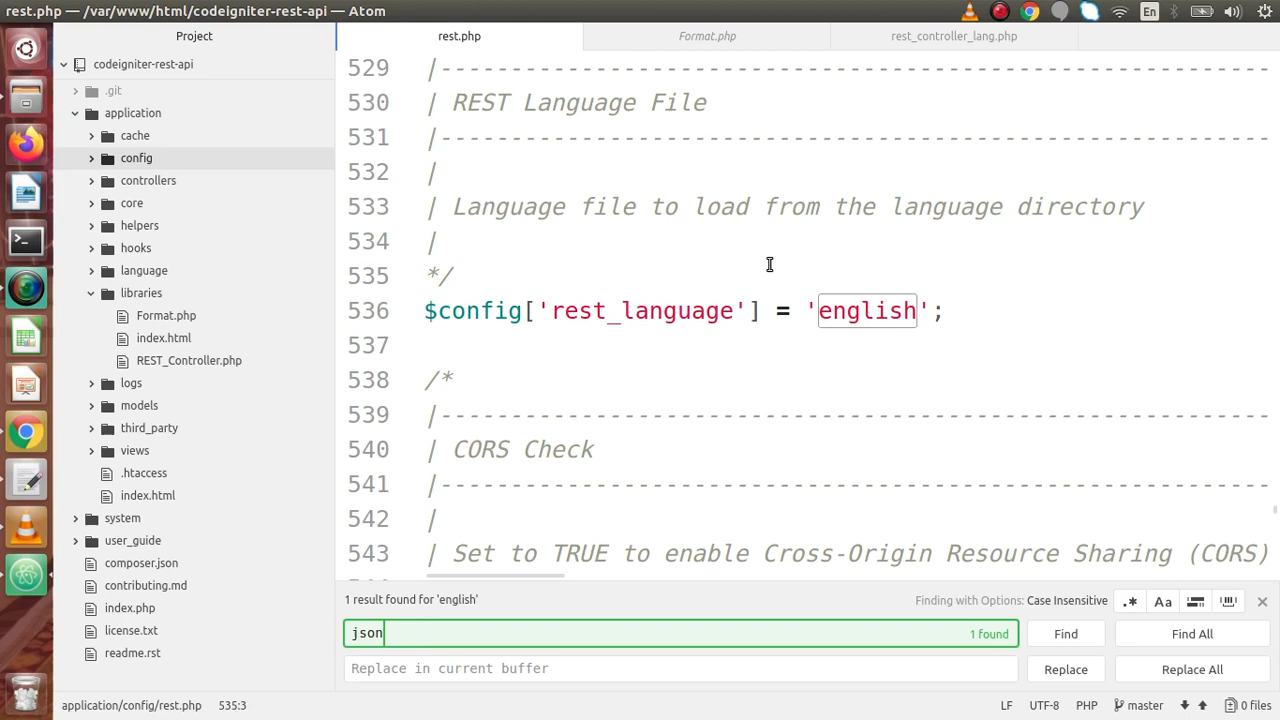 rest.php — /var/www/html/codeigniter-rest-api — Atom
En
Project
rest.php
Format.php
rest_controller_lang.php
codeigniter-rest-api
.git
application
cache
config
controllers
core
helpers
hooks
language
libraries
Format.php
index.html
REST_Controller.php
logs
models
third_party
views
.htaccess
index.html
system
user_guide
composer.json
contributing.md
index.php
license.txt
readme.rst
529 |-----------------------------------------------------------
530 | REST Language File
531 |-----------------------------------------------------------
532 |
533 | Language file to load from the language directory
534 |
535 */
536 $config['rest_language'] = 'english';
537
538 /*
539 |-----------------------------------------------------------
540 | CORS Check
541 |-----------------------------------------------------------
542 |
543 | Set to TRUE to enable Cross-Origin Resource Sharing (CORS)
1 result found for 'english'
Finding with Options: Case Insensitive
.* Aa
json
1 found
Find
Find All
Replace in current buffer
Replace
Replace All
application/config/rest.php 535:3
LF UTF-8 PHP master 0 files